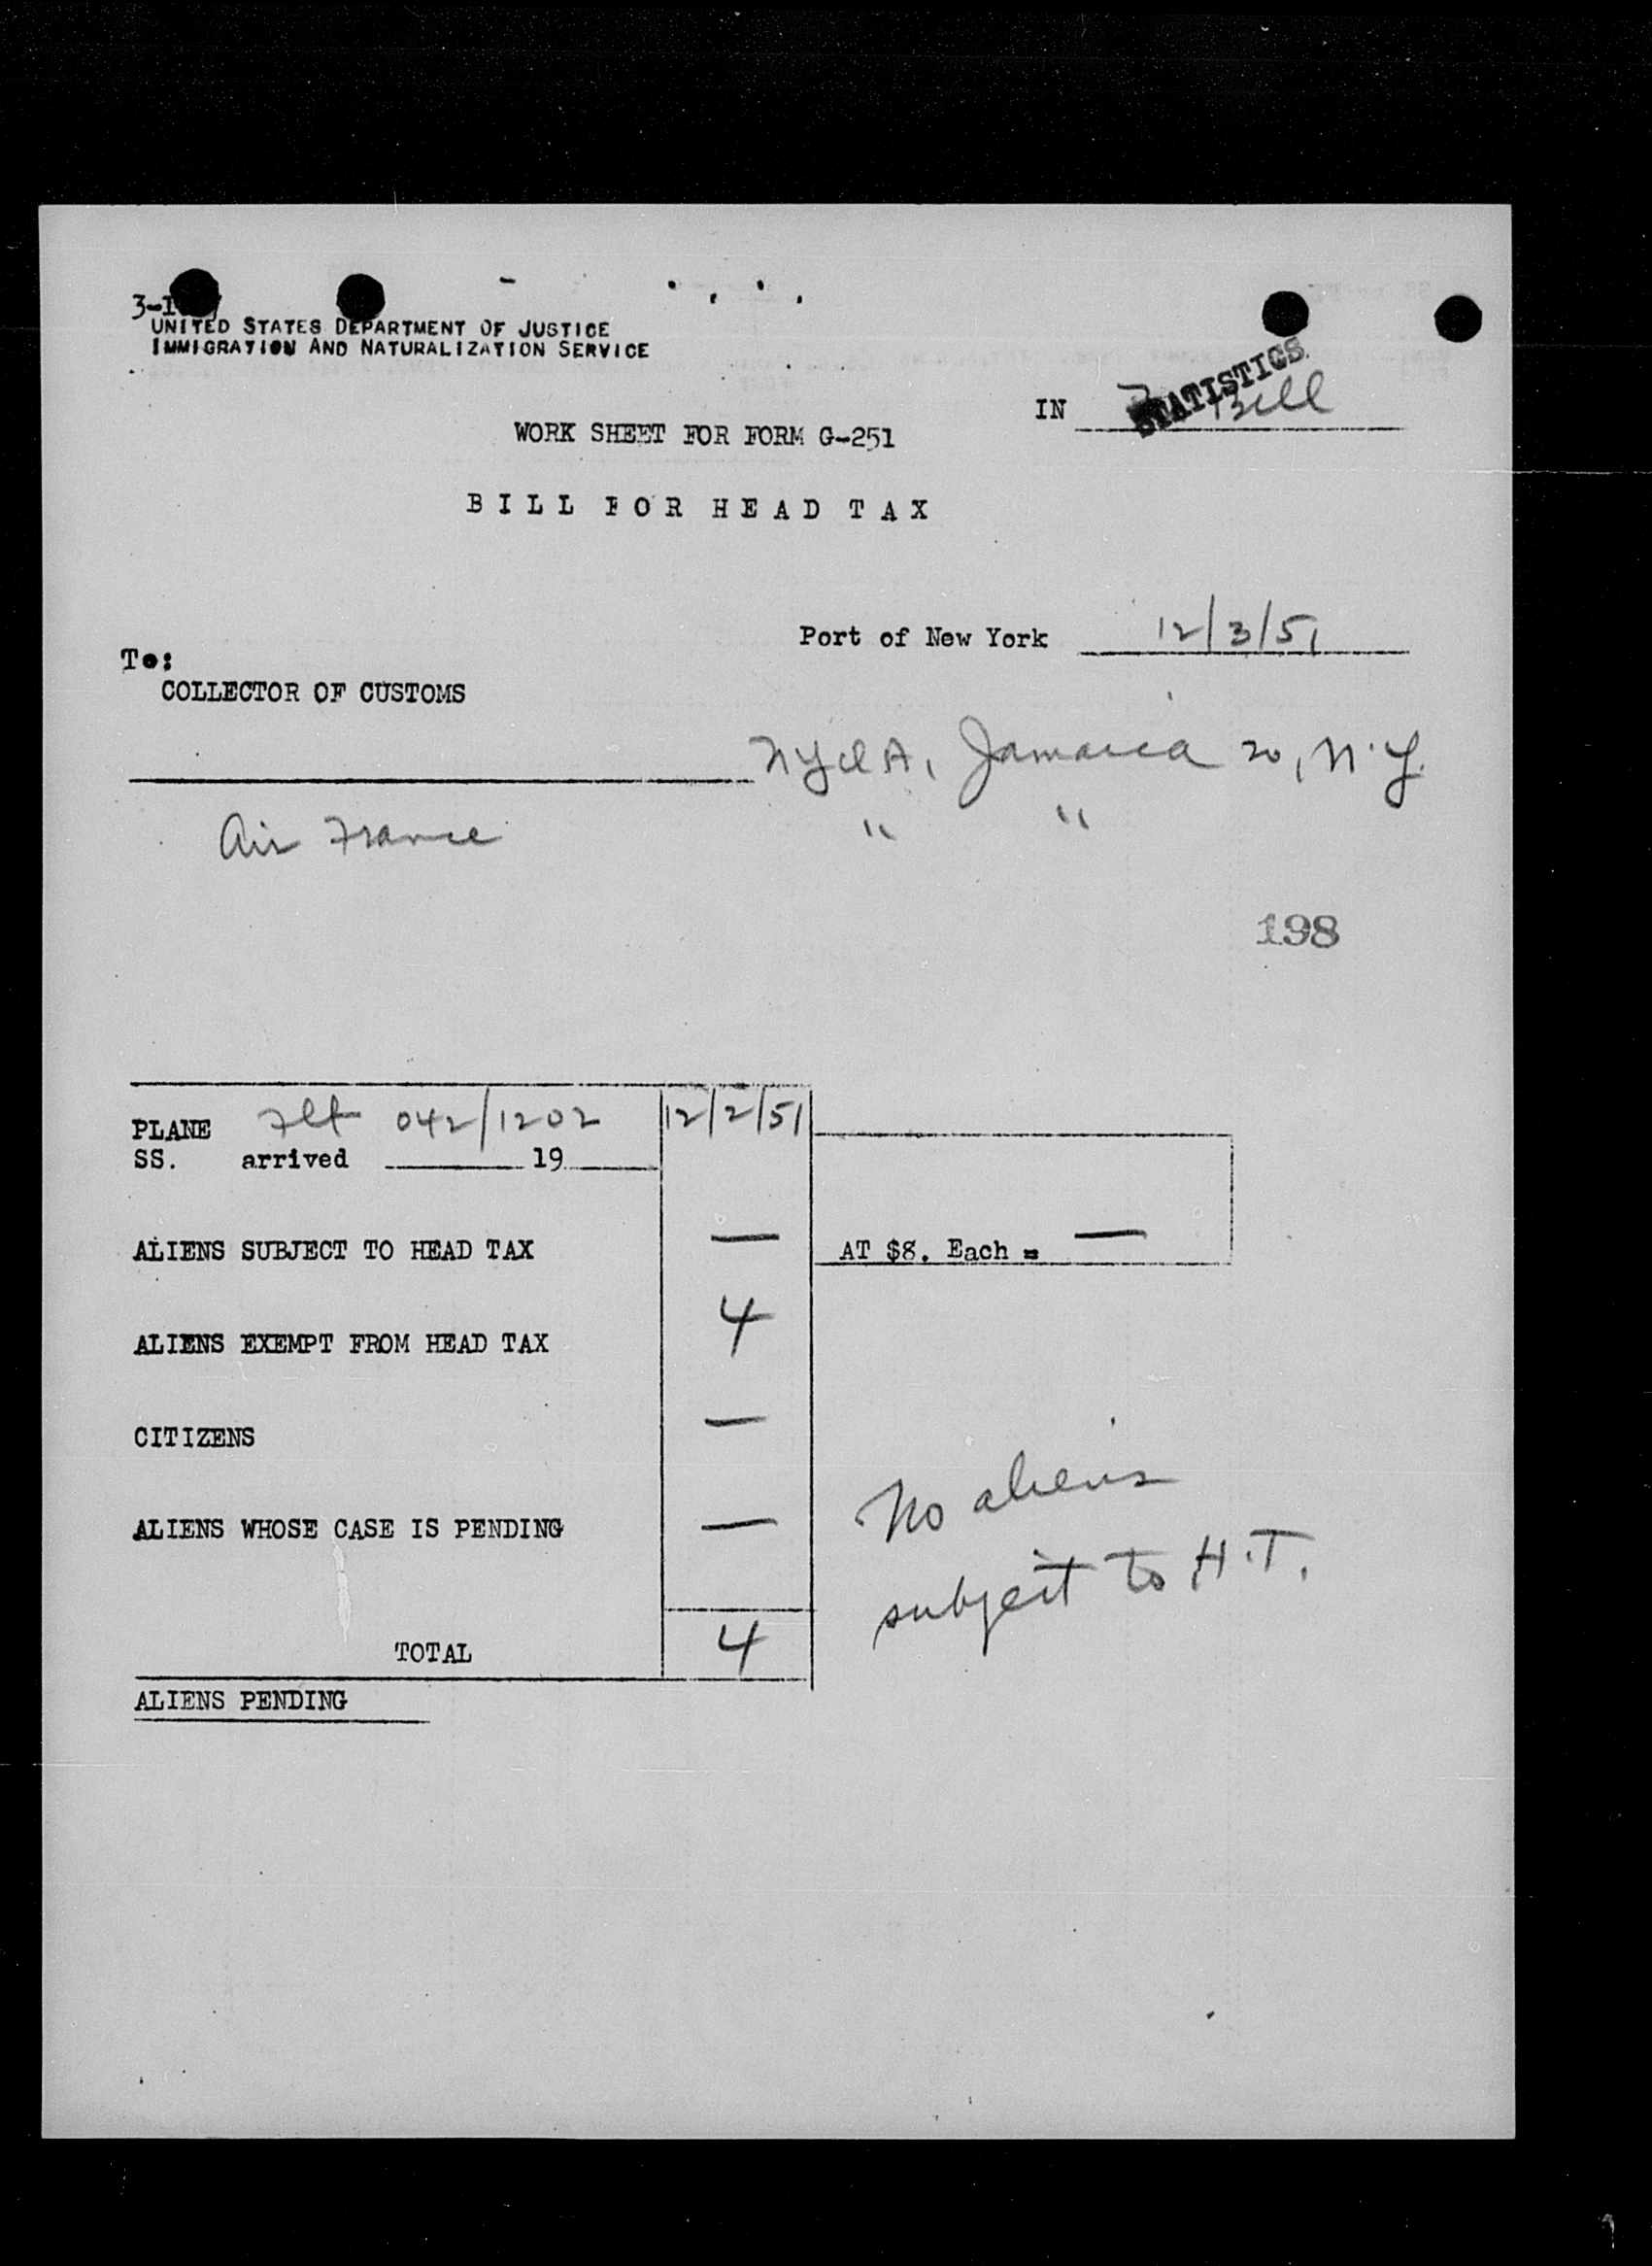 3-1
UNITED STATES DEPARTMENT OF JUSTICE
IMMIGRATION AND NATURALIZATION SERVICE
STATISTICS
IN Bill
WORK SHEET FOR FORM G-251
BILL FOR HEAD TAX
Port of New York 12/3/51
To:
COLLECTOR OF CUSTOMS
Jamaica 20, N.Y.
Air France " "
198
PLANE Flt 042/1202 12/2/51
SS. arrived 19
ALIENS SUBJECT TO HEAD TAX — AT $8. Each = —
ALIENS EXEMPT FROM HEAD TAX 4
CITIZENS —
ALIENS WHOSE CASE IS PENDING —
No aliens
subject to H.T.
TOTAL 4
ALIENS PENDING